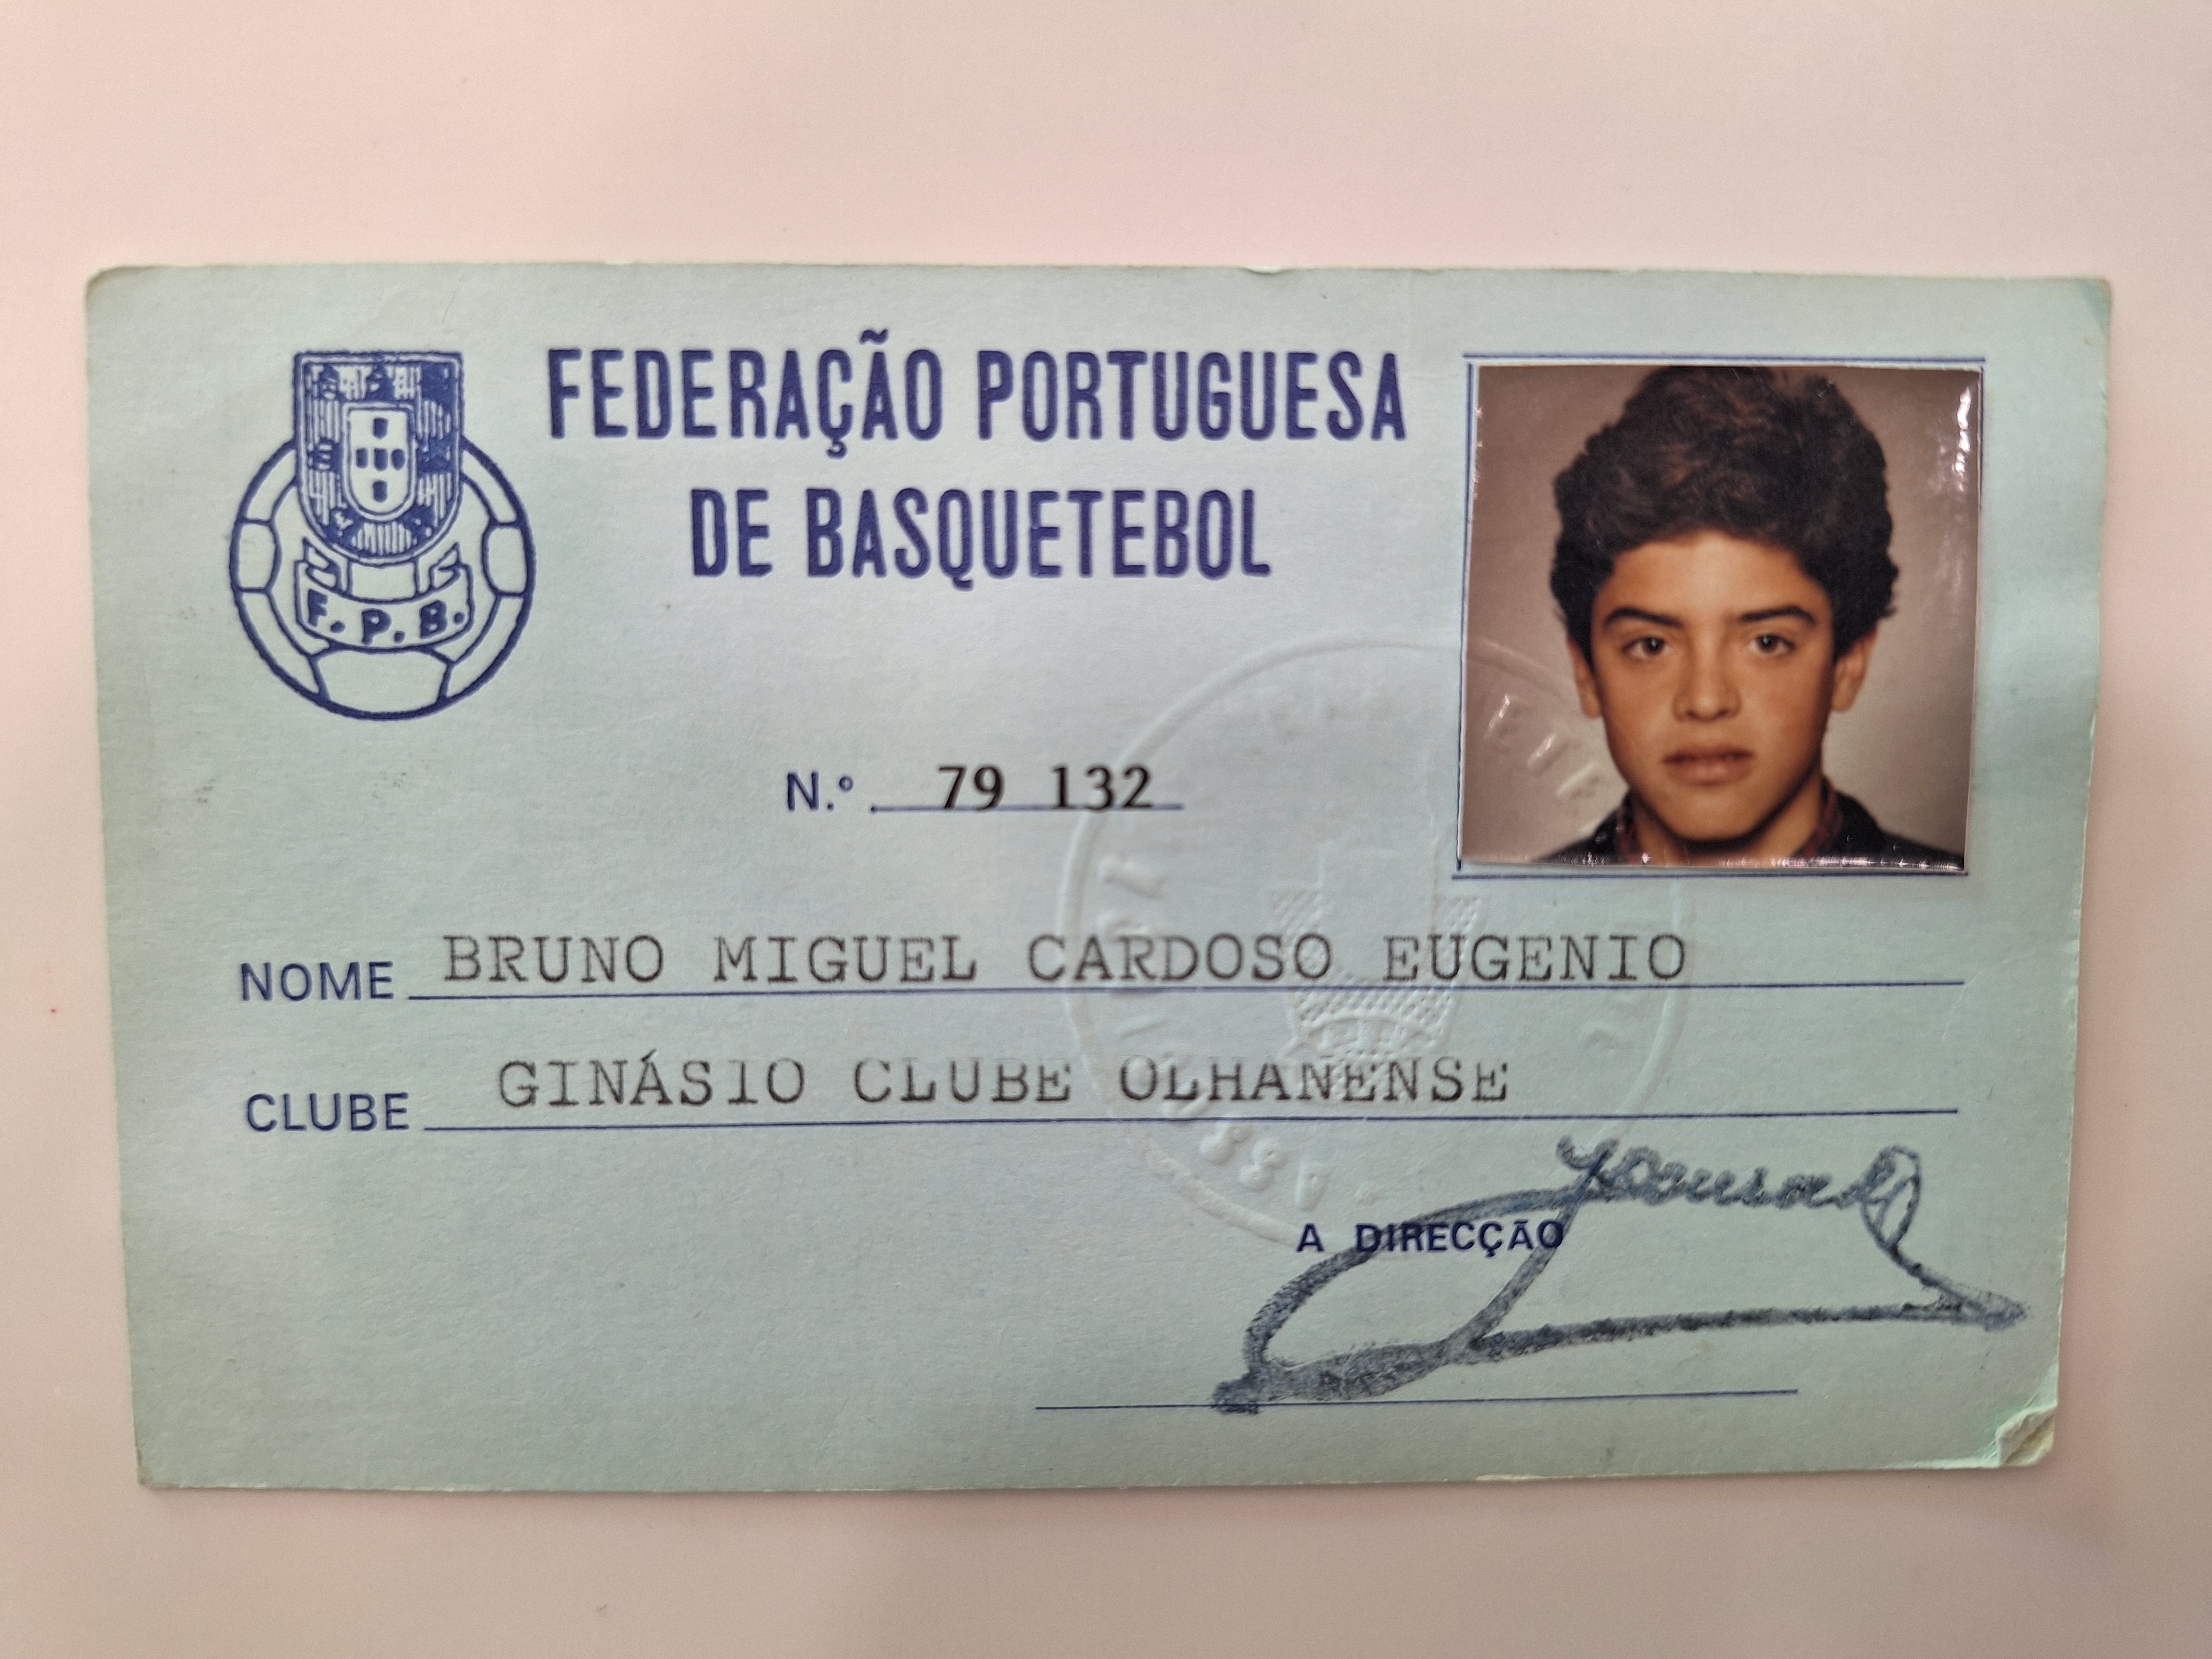 FEDERAÇÃO PORTUGUESA
DE BASQUETEBOL
F. P. B.
N.º 79 132
NOME BRUNO MIGUEL CARDOSO EUGENIO
CLUBE GINÁSIO CLUBE OLHANENSE
A DIRECÇÃO